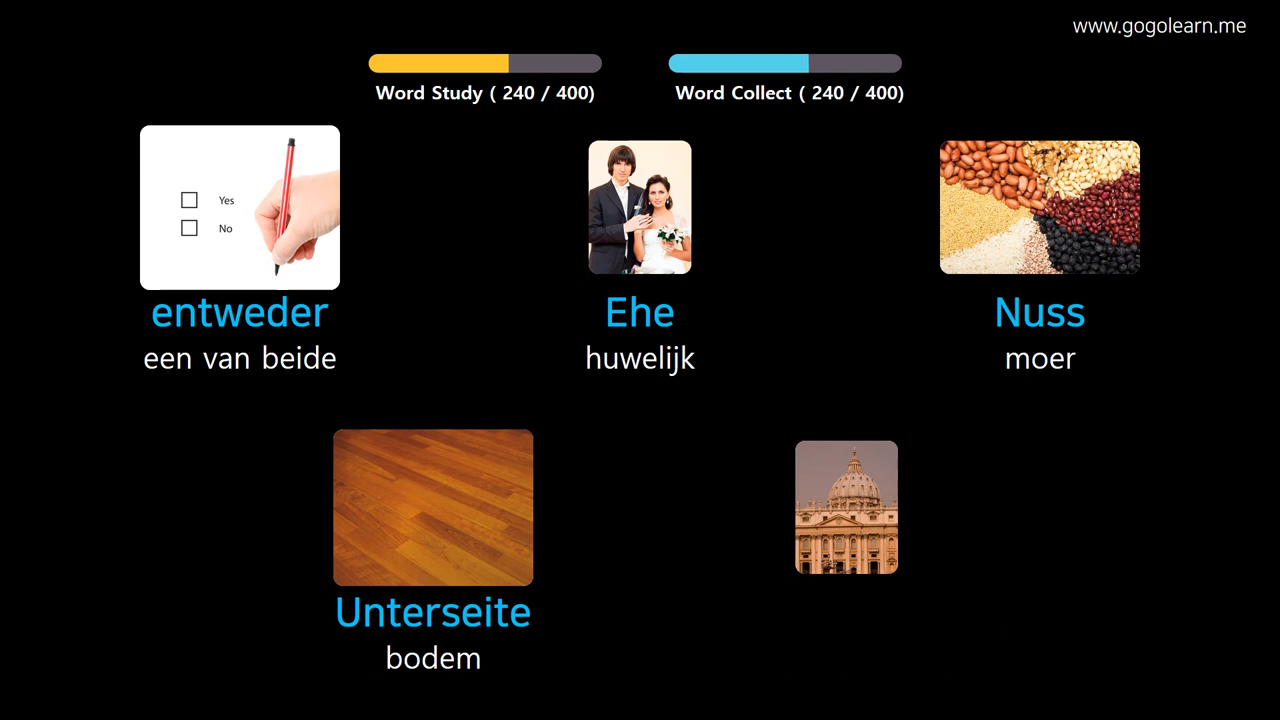 www.gogolearn.me
Word Study ( 240 / 400)
Word Collect ( 240 / 400)
Yes
No
entweder
een van beide
Ehe
huwelijk
Nuss
moer
Unterseite
bodem